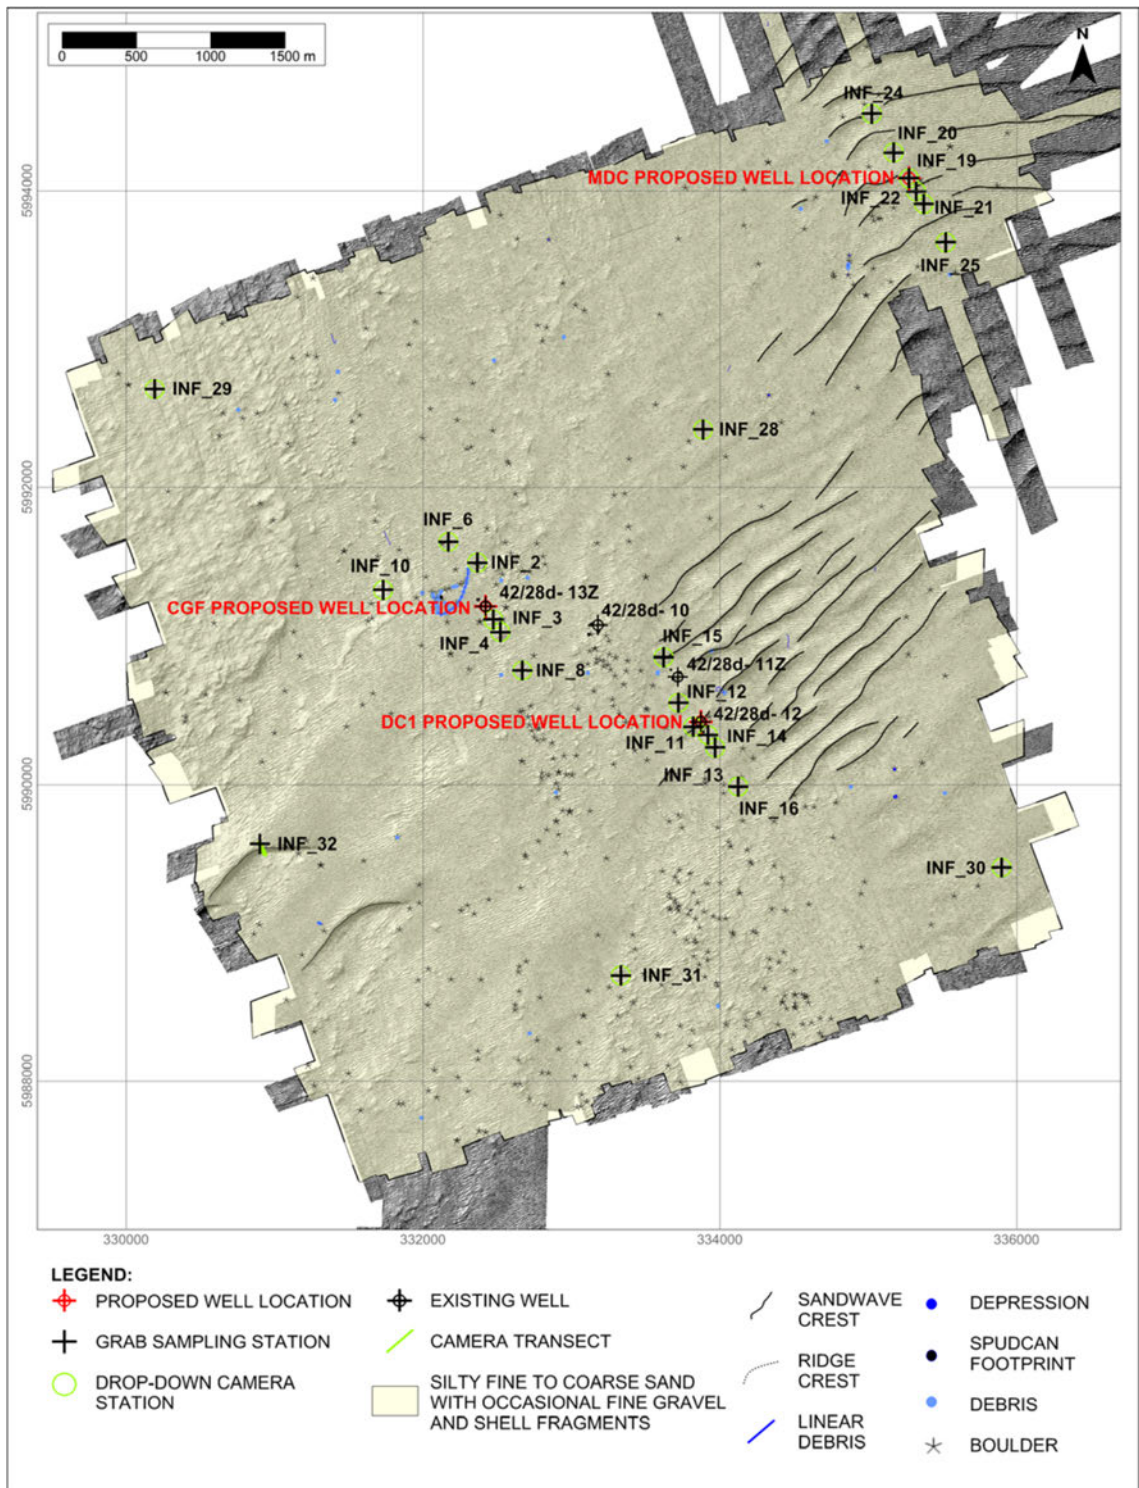 N
0 500 1000 1500 m
INF_24
INF_20
INF_19
MDC PROPOSED WELL LOCATION
5994000
INF_22
INF_21
INF_25
INF_29
INF_28
5992000
INF_6
INF_2
INF_10
42/28d- 13Z
CGF PROPOSED WELL LOCATION
42/28d- 10
INF_3
INF_4
INF_15
INF_8
42/28d- 11Z
INF_12
42/28d- 12
DC1 PROPOSED WELL LOCATION
INF_11
INF_14
INF_13
5990000
INF_16
INF_32
INF_30
INF_31
5988000
330000 332000 334000 336000
LEGEND:
PROPOSED WELL LOCATION
GRAB SAMPLING STATION
DROP-DOWN CAMERA
STATION
EXISTING WELL
CAMERA TRANSECT
SILTY FINE TO COARSE SAND
WITH OCCASIONAL FINE GRAVEL
AND SHELL FRAGMENTS
SANDWAVE
CREST
RIDGE
CREST
LINEAR
DEBRIS
DEPRESSION
SPUDCAN
FOOTPRINT
DEBRIS
BOULDER